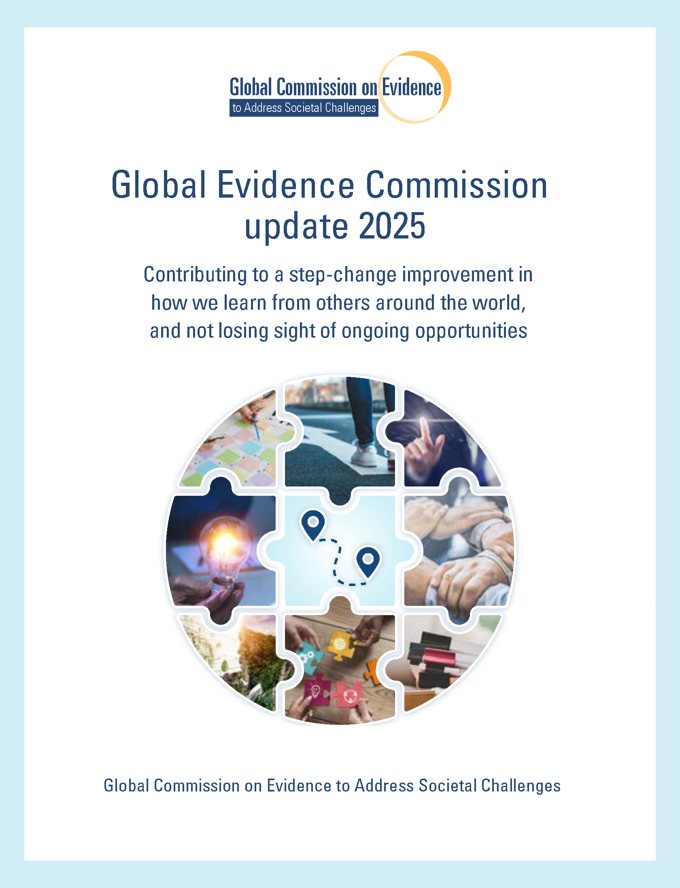 Global Commission on Evidence
to Address Societal Challenges
Global Evidence Commission
update 2025
Contributing to a step-change improvement in
how we learn from others around the world,
and not losing sight of ongoing opportunities
Global Commission on Evidence to Address Societal Challenges